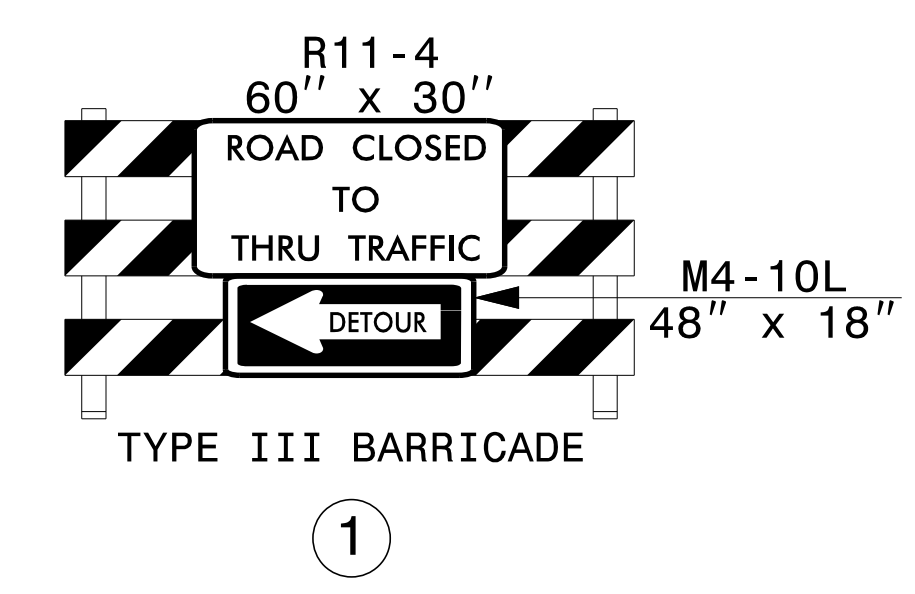 R11-4
60" x 30"
ROAD CLOSED
TO
THRU TRAFFIC
DETOUR
M4-10L
48" x 18"
TYPE III BARRICADE
1